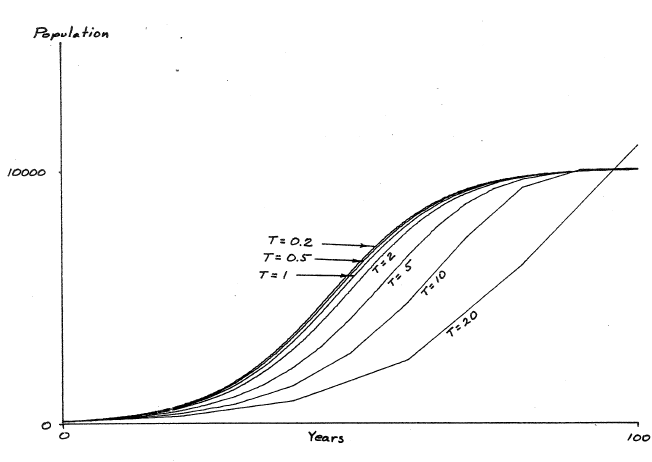 Population
10000
T = 0.2
T = 0.5
T = 1
T = 2
T = 5
T = 10
T = 20
0
0
Years
100